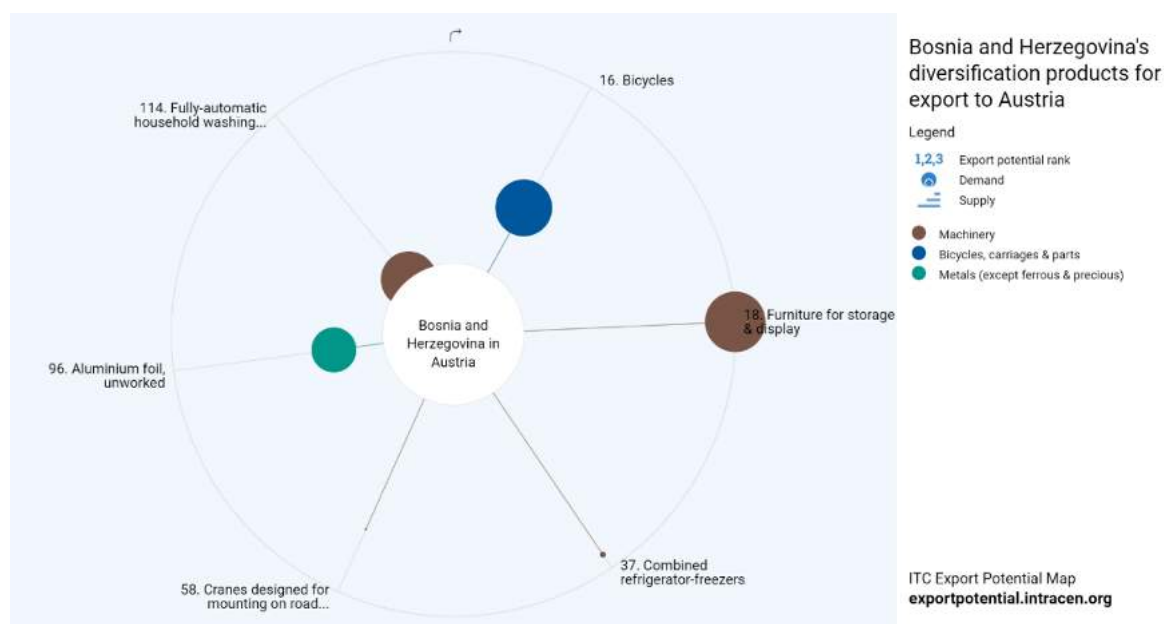 Bosnia and Herzegovina's
diversification products for
export to Austria
Legend
1,2,3 Export potential rank
Demand
Supply
Machinery
Bicycles, carriages & parts
Metals (except ferrous & precious)
16. Bicycles
114. Fully-automatic
household washing...
18. Furniture for storage
& display
Bosnia and
Herzegovina in
Austria
96. Aluminium foil,
unworked
37. Combined
refrigerator-freezers
58. Cranes designed for
mounting on road...
ITC Export Potential Map
exportpotential.intracen.org